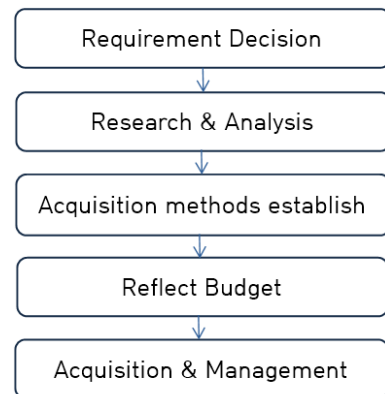 Requirement Decision
Research & Analysis
Acquisition methods establish
Reflect Budget
Acquisition & Management